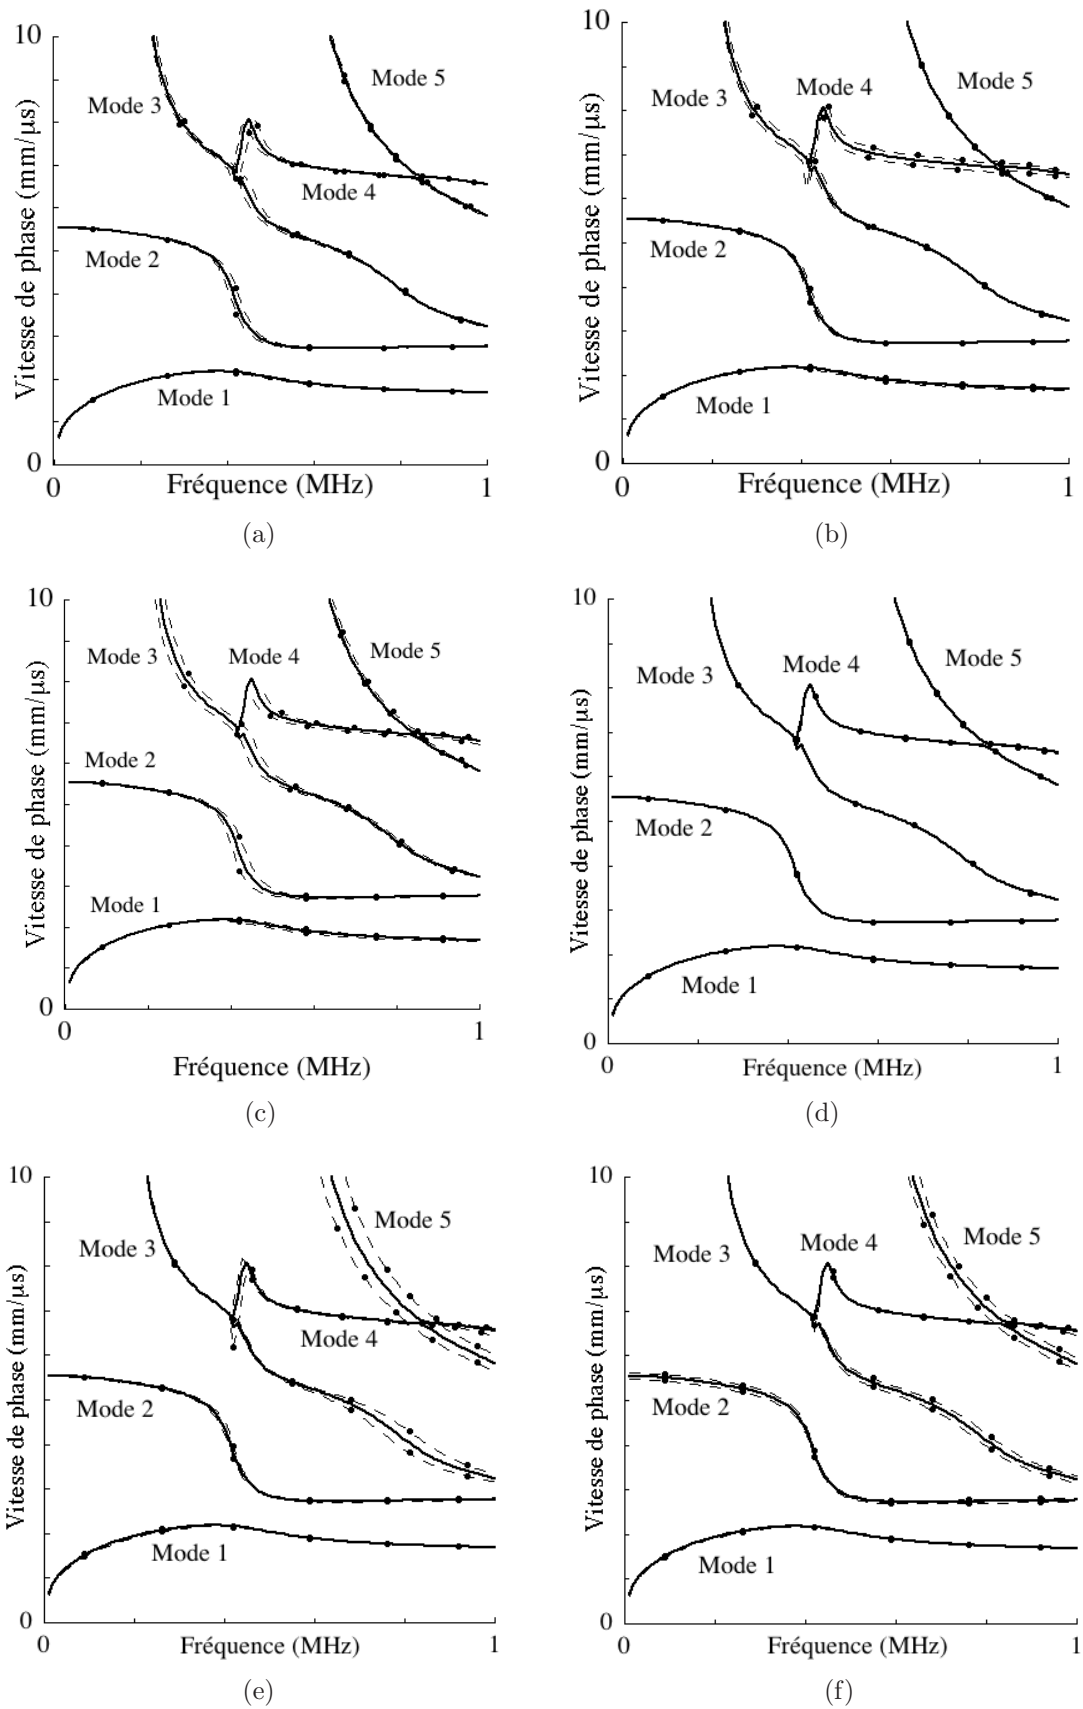 10
Vitesse de phase (mm/µs)
Mode 3
Mode 5
Mode 4
Mode 2
Mode 1
0
0
Fréquence (MHz)
1
(a)
10
Vitesse de phase (mm/µs)
Mode 3
Mode 4
Mode 5
Mode 2
Mode 1
0
0
Fréquence (MHz)
1
(b)
10
Vitesse de phase (mm/µs)
Mode 3
Mode 4
Mode 5
Mode 2
Mode 1
0
0
1
Fréquence (MHz)
(c)
10
Vitesse de phase (mm/µs)
Mode 3
Mode 4
Mode 5
Mode 2
Mode 1
0
0
Fréquence (MHz)
1
(d)
10
Vitesse de phase (mm/µs)
Mode 3
Mode 5
Mode 4
Mode 2
Mode 1
0
0
Fréquence (MHz)
1
(e)
10
Vitesse de phase (mm/µs)
Mode 3
Mode 4
Mode 5
Mode 2
Mode 1
0
0
Fréquence (MHz)
1
(f)